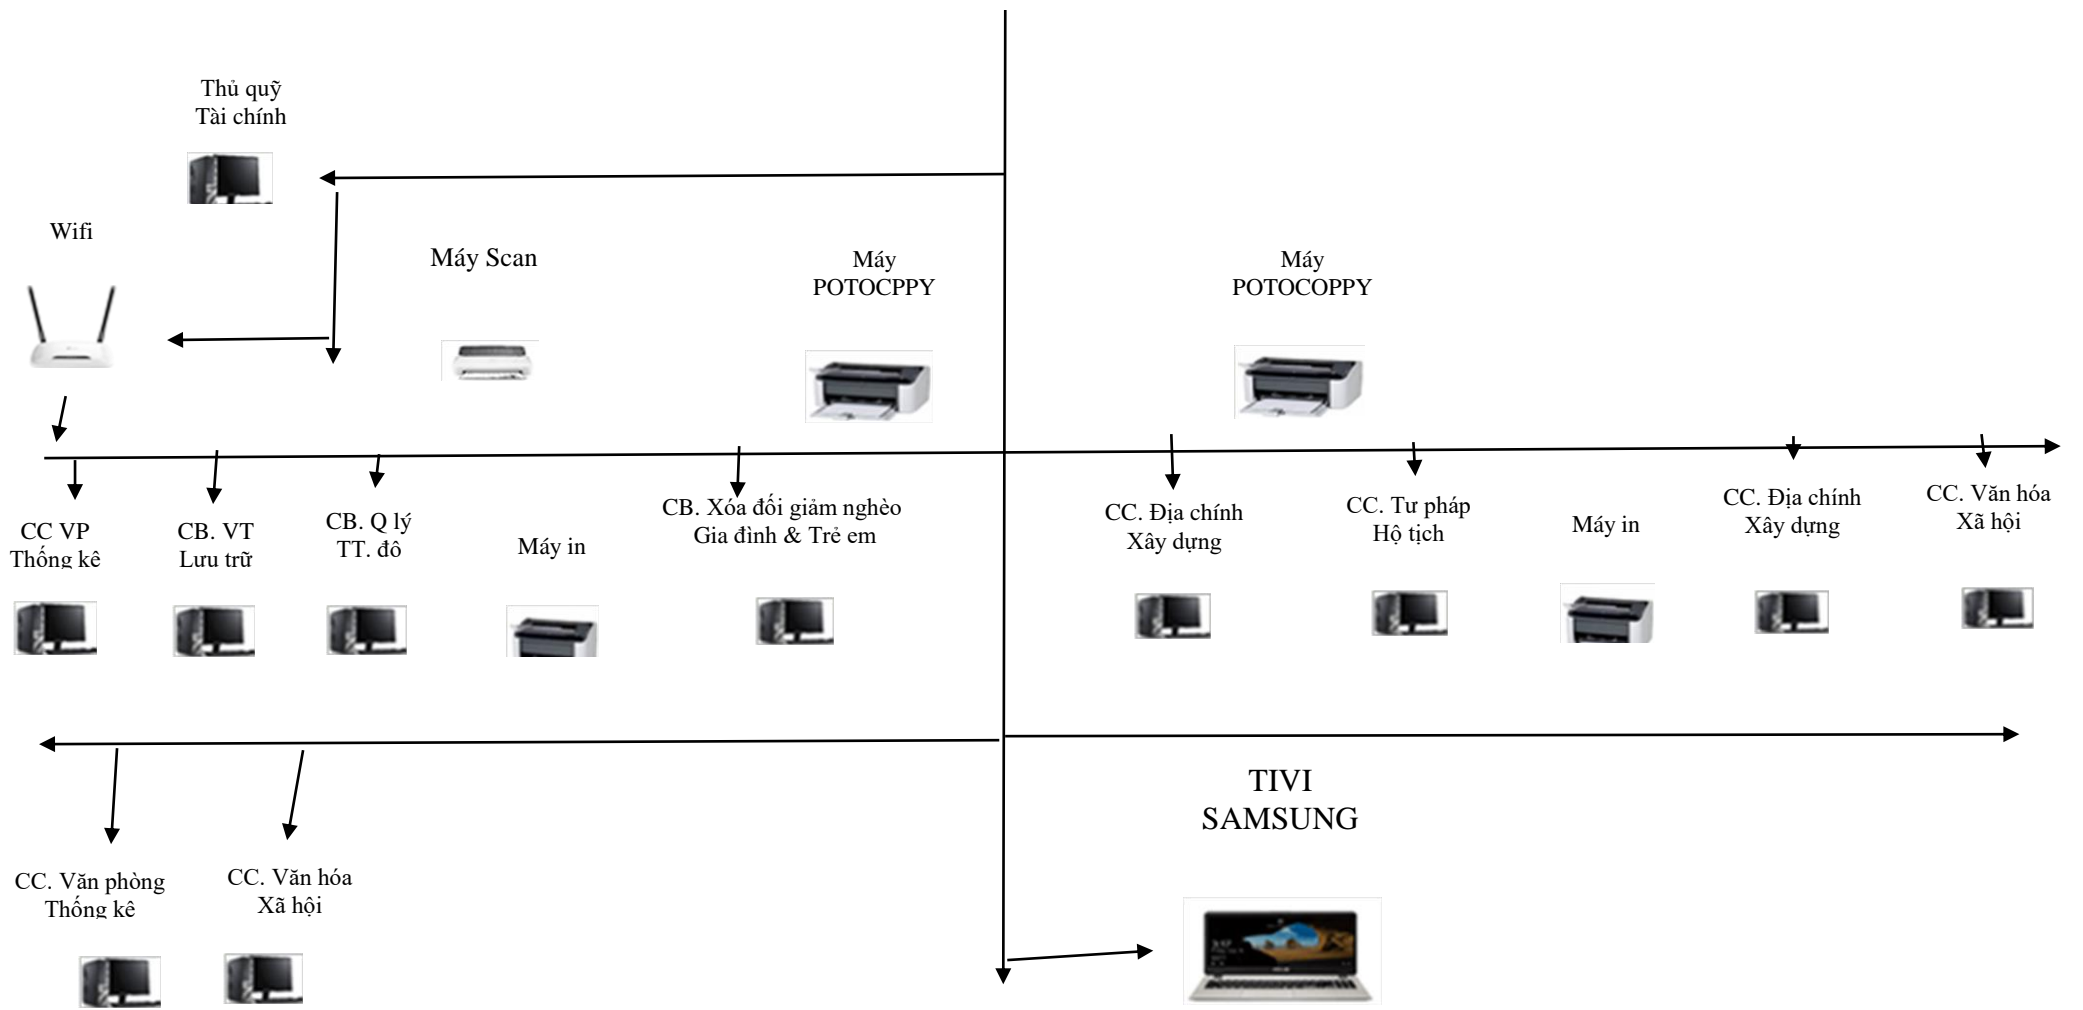 Thủ quỹ
Tài chính
Wifi
Máy Scan
Máy
POTOCPPY
Máy
POTOCOPPY
CC VP
Thống kê
CB. VT
Lưu trữ
CB. Q lý
TT. đô
Máy in
CB. Xóa đối giảm nghèo
Gia đình & Trẻ em
CC. Địa chính
Xây dựng
CC. Tư pháp
Hộ tịch
Máy in
CC. Địa chính
Xây dựng
CC. Văn hóa
Xã hội
TIVI
SAMSUNG
CC. Văn phòng
Thống kê
CC. Văn hóa
Xã hội